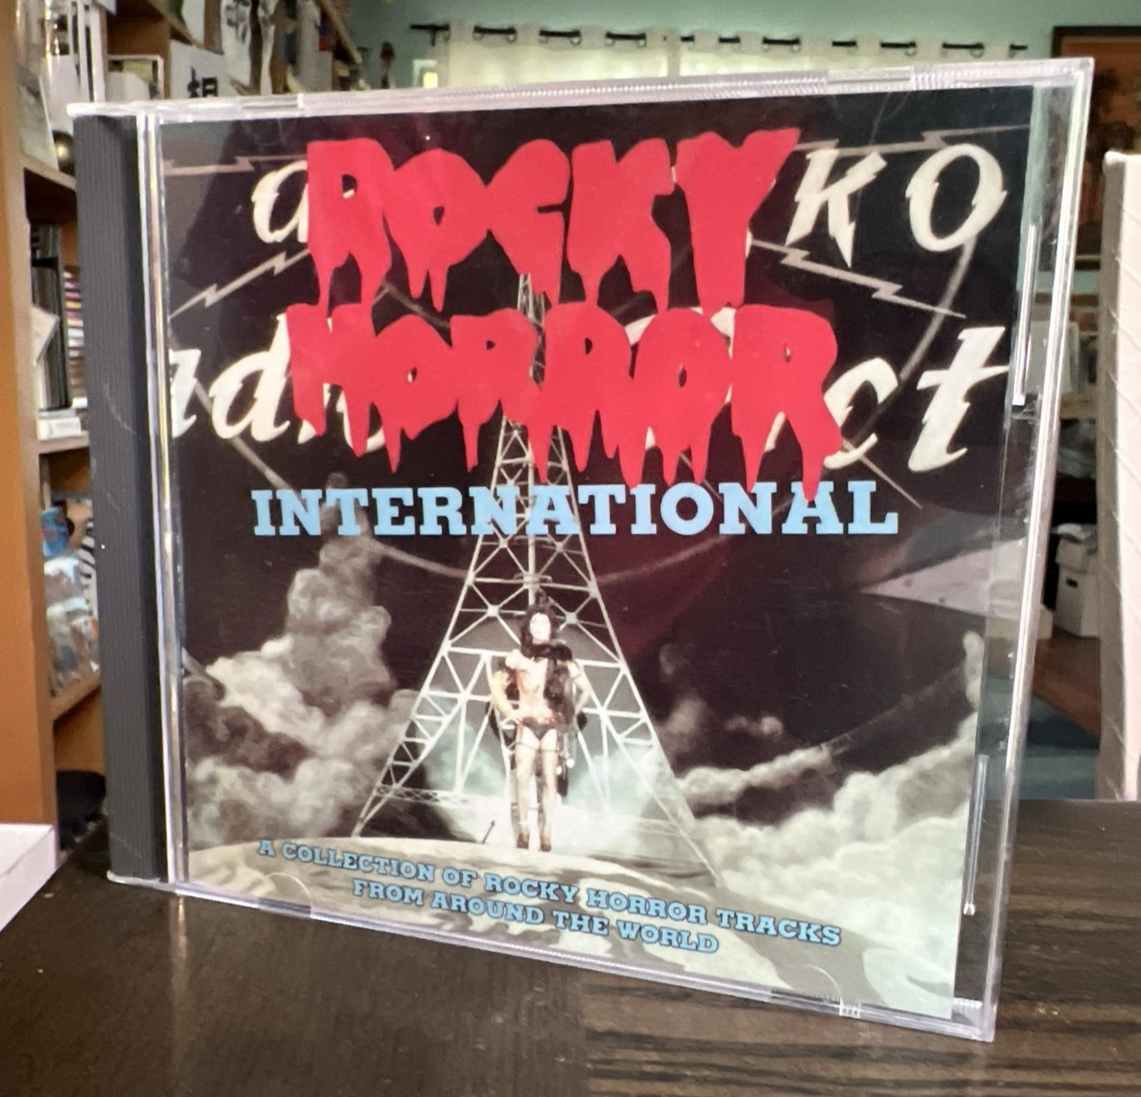 ROCKY
HORROR
INTERNATIONAL
A COLLECTION OF ROCKY HORROR TRACKS
FROM AROUND THE WORLD